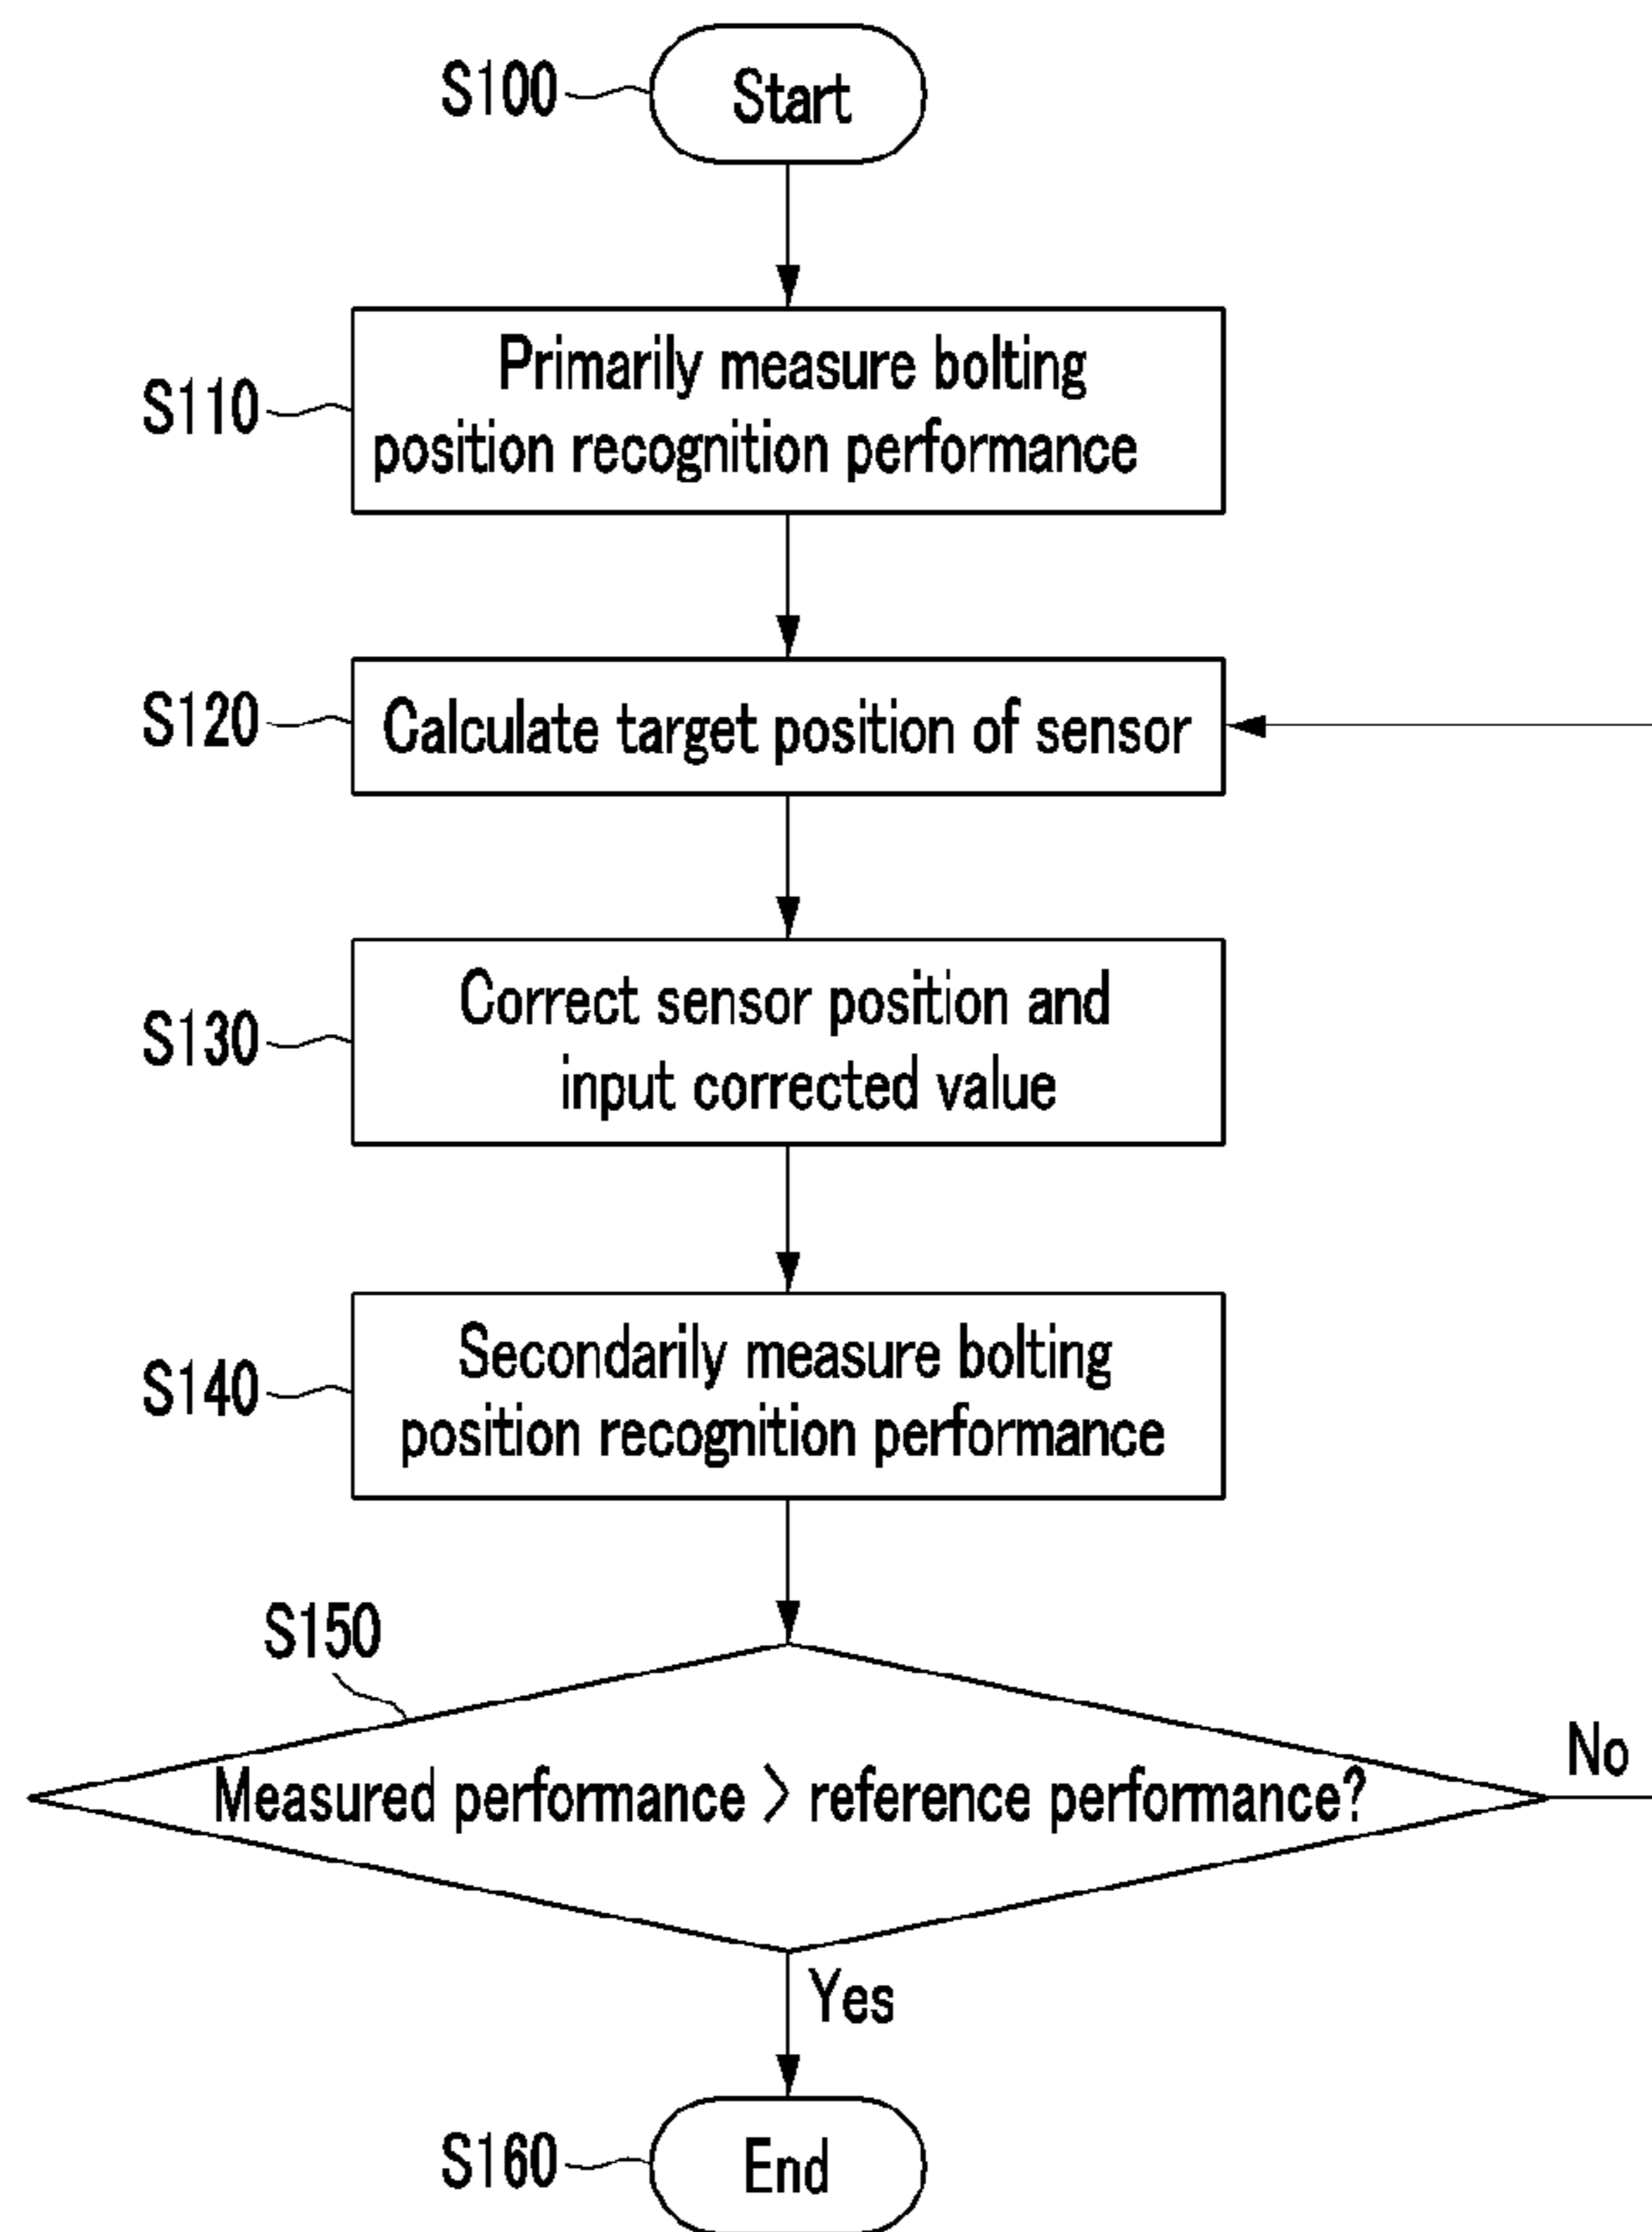 S100
Start
S110
Primarily measure bolting
position recognition performance
S120
Calculate target position of sensor
S130
Correct sensor position and
input corrected value
S140
Secondarily measure bolting
position recognition performance
S150
Measured performance > reference performance?
No
Yes
S160
End